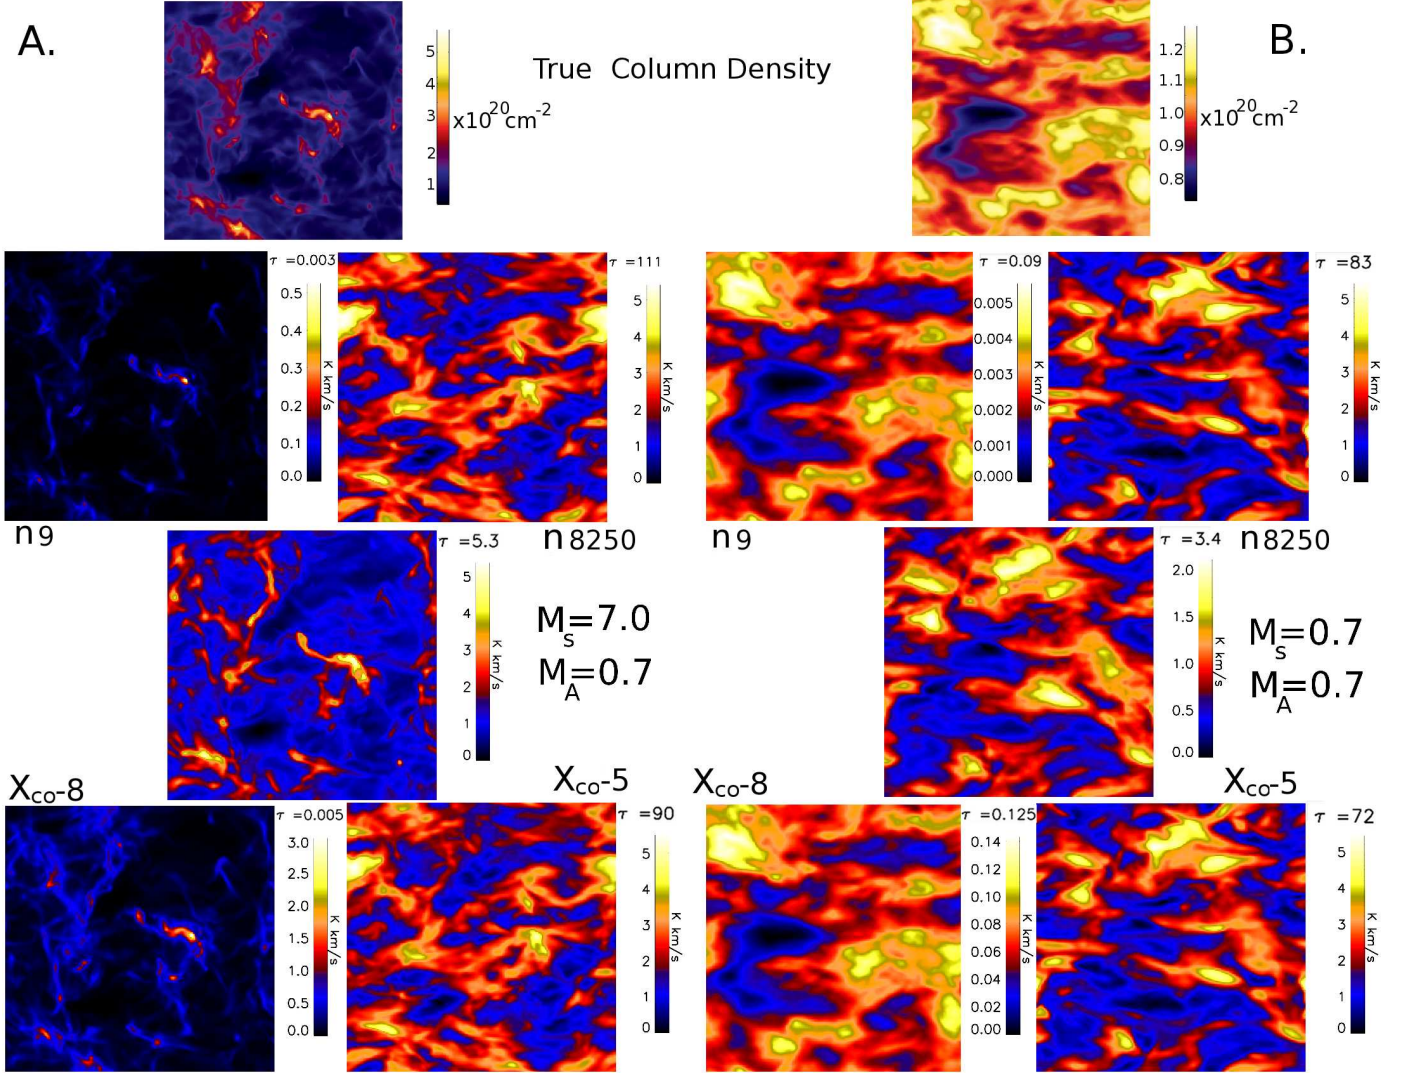 A.
5
4
3
2
1
x10²⁰cm⁻²
True Column Density
1.2
1.1
1.0
0.9
0.8
x10²⁰cm⁻²
B.
τ =0.003
0.5
0.4
0.3
0.2
0.1
0.0
K km/s
τ =111
5
4
3
2
1
0
K km/s
τ =0.09
0.005
0.004
0.003
0.002
0.001
0.000
K km/s
τ =83
5
4
3
2
1
0
K km/s
n9
τ =5.3
5
4
3
2
1
0
K km/s
n8250
Mₛ=7.0
M_A=0.7
n9
τ =3.4
2.0
1.5
1.0
0.5
0.0
K km/s
n8250
Mₛ=0.7
M_A=0.7
Xco-8
Xco-5
Xco-8
Xco-5
τ =0.005
3.0
2.5
2.0
1.5
1.0
0.5
0.0
K km/s
τ =90
5
4
3
2
1
0
K km/s
τ =0.125
0.14
0.12
0.10
0.08
0.06
0.04
0.02
0.00
K km/s
τ =72
5
4
3
2
1
0
K km/s